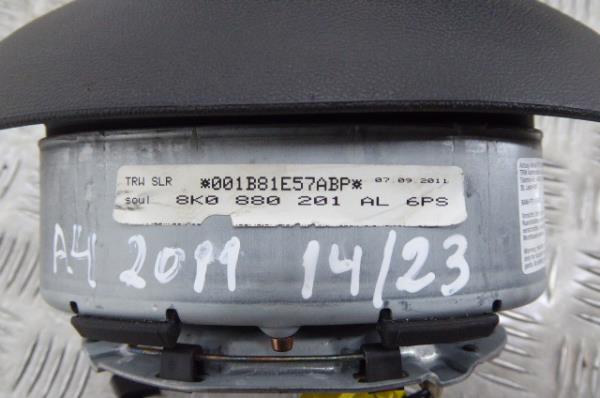 TRW SLR *001B81E57ABP* 07.09.2011
soul 8K0 880 201 AL 6PS
A4 2011 14/23